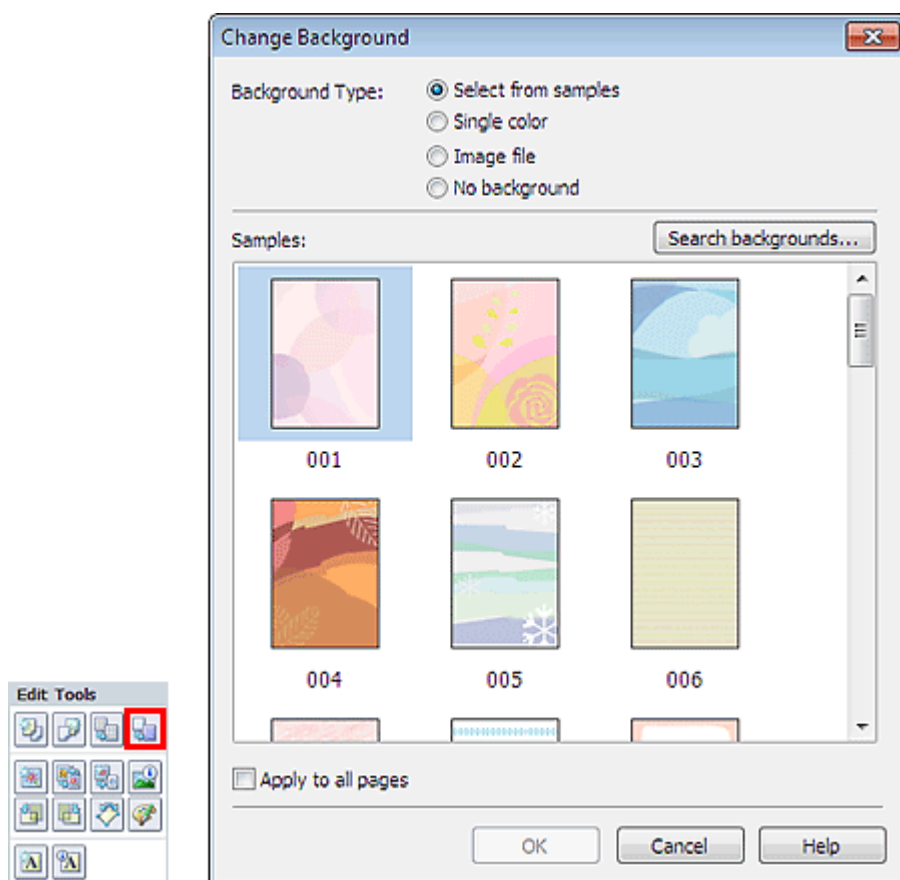 Change Background
Background Type:
Select from samples
Single color
Image file
No background
Samples:
Search backgrounds...
001 002 003
004 005 006
Edit Tools
Apply to all pages
OK Cancel Help